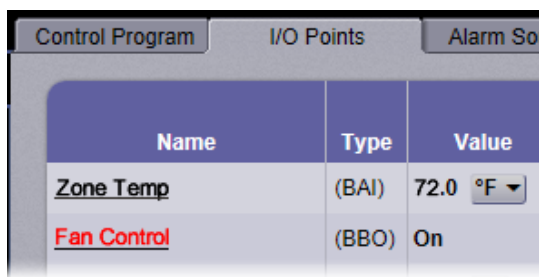 Control Program I/O Points Alarm So
Name Type Value
Zone Temp (BAI) 72.0 °F
Fan Control (BBO) On